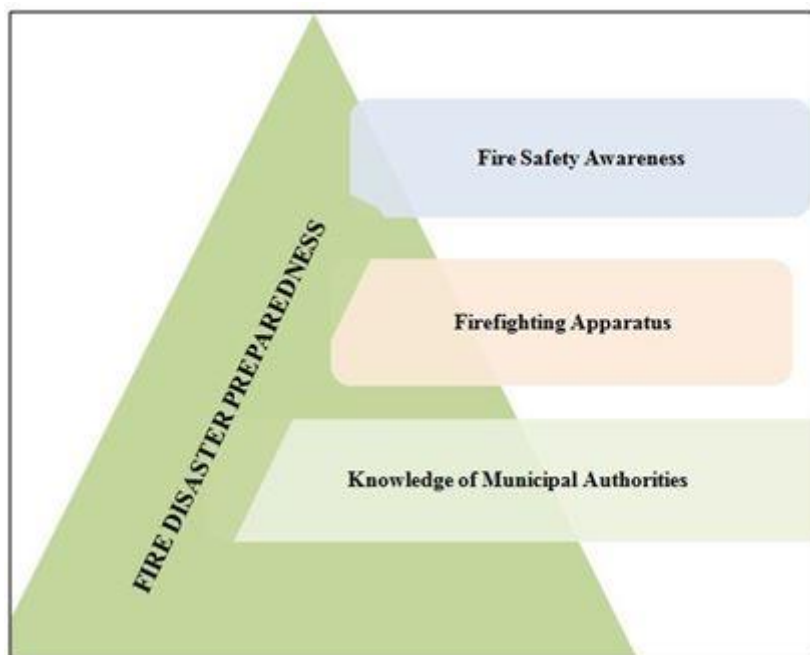 Fire Safety Awareness
Firefighting Apparatus
Knowledge of Municipal Authorities
FIRE DISASTER PREPAREDNESS